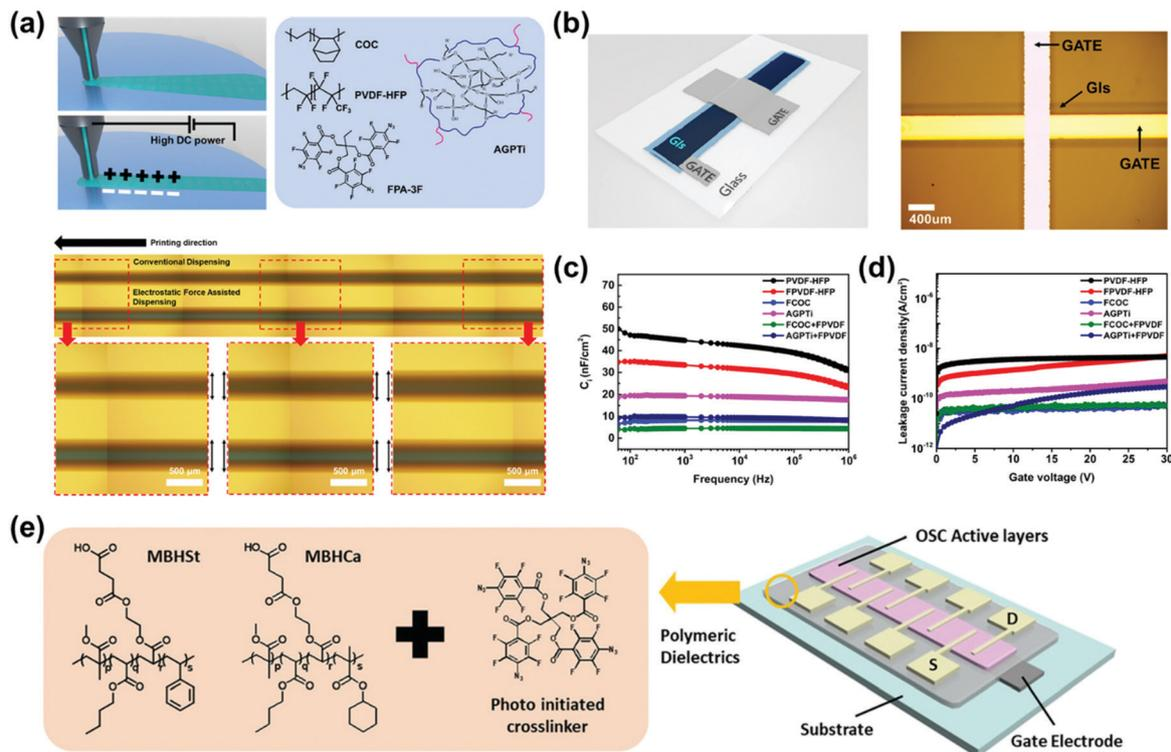 (a)
High DC power
COC
PVDF-HFP
FPA-3F
AGPTi
Printing direction
Conventional Dispensing
Electrostatic Force Assisted
Dispensing
500 µm
500 µm
500 µm
(b)
GATE
GIs
GATE
Glass
GATE
GIs
GATE
400um
(c)
PVDF-HFP
FPVDF-HFP
FCOC
AGPTi
FCOC+FPVDF
AGPTi+FPVDF
Ci (nF/cm²)
70
60
50
40
30
20
10
0
10² 10³ 10⁴ 10⁵ 10⁶
Frequency (Hz)
(d)
PVDF-HFP
FPVDF-HFP
FCOC
AGPTi
FCOC+FPVDF
AGPTi+FPVDF
Leakage current density(A/cm²)
10⁻⁶
10⁻⁸
10⁻¹⁰
10⁻¹²
0 5 10 15 20 25 30
Gate voltage (V)
(e)
MBHSt
MBHCa
Photo initiated
crosslinker
Polymeric
Dielectrics
OSC Active layers
D
S
Substrate
Gate Electrode